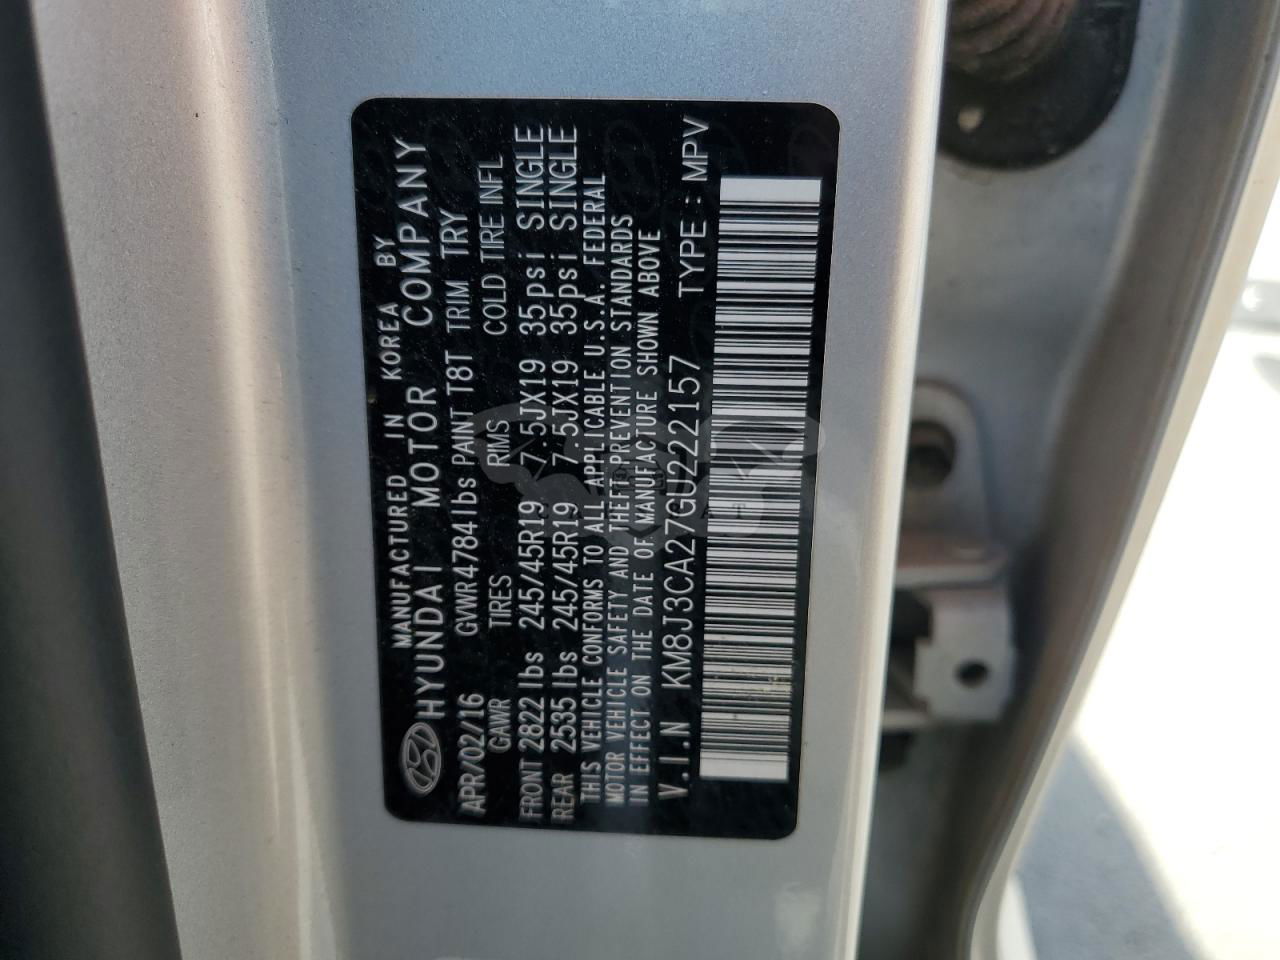 MANUFACTURED IN KOREA BY
HYUNDAI MOTOR COMPANY
APR/02/16 GVWR4784lbs PAINT T8T TRIM TRY
GAWR TIRES RIMS COLD TIRE INFL
FRONT 2822 lbs 245/45R19 7.5JX19 35psi SINGLE
REAR 2535 lbs 245/45R19 7.5JX19 35psi SINGLE
THIS VEHICLE CONFORMS TO ALL APPLICABLE U.S.A. FEDERAL
MOTOR VEHICLE SAFETY AND THEFT PREVENTION STANDARDS
IN EFFECT ON THE DATE OF MANUFACTURE SHOWN ABOVE
V.I.N KM8J3CA27GU222157 TYPE : MPV